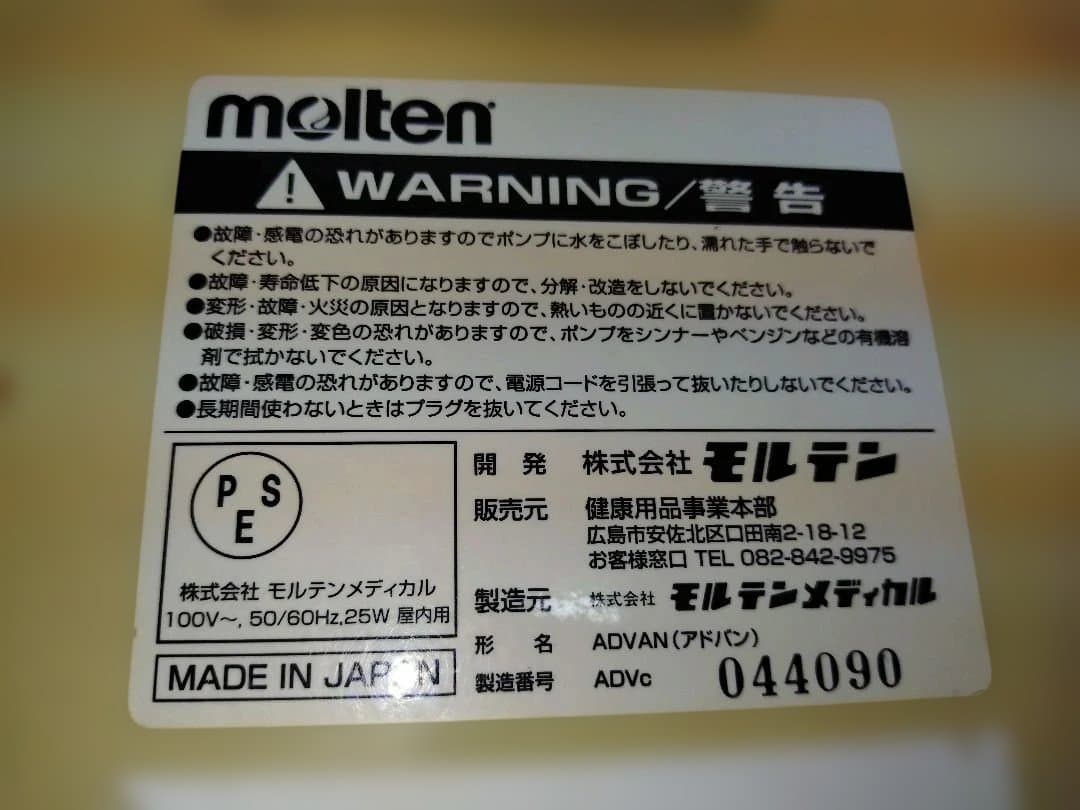 molten
WARNING/警告
●故障・感電の恐れがありますのでポンプに水をこぼしたり、濡れた手で触らないで
ください。
●故障・寿命低下の原因になりますので、分解・改造をしないでください。
●変形・故障・火災の原因となりますので、熱いものの近くに置かないでください。
●破損・変形・変色の恐れがありますので、ポンプをシンナーやベンジンなどの有機溶
剤で拭かないでください。
●故障・感電の恐れがありますので、電源コードを引張って抜いたりしないでください。
●長期間使わないときはプラグを抜いてください。
PSE
株式会社 モルテンメディカル
100V～, 50/60Hz,25W 屋内用
MADE IN JAPAN
開発 株式会社 モルテン
販売元 健康用品事業本部
広島市安佐北区口田南2-18-12
お客様窓口 TEL 082-842-9975
製造元 株式会社 モルテンメディカル
形名 ADVAN(アドバン)
製造番号 ADVc 044090